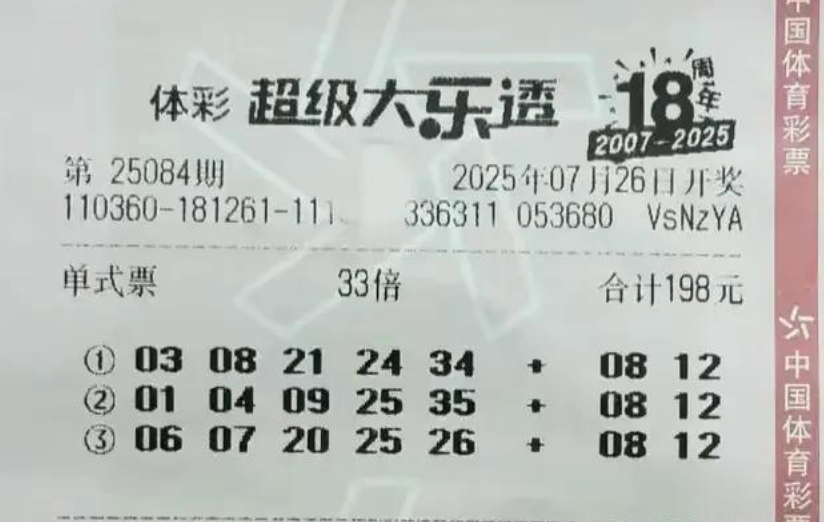 体彩 超级大乐透 18周年
2007-2025
第 25084期 2025年07月26日开奖
110360-181261-111 336311 053680 VsNzYA
单式票 33倍 合计198元
① 03 08 21 24 34 + 08 12
② 01 04 09 25 35 + 08 12
③ 06 07 20 25 26 + 08 12
中国体育彩票
中国体育彩票